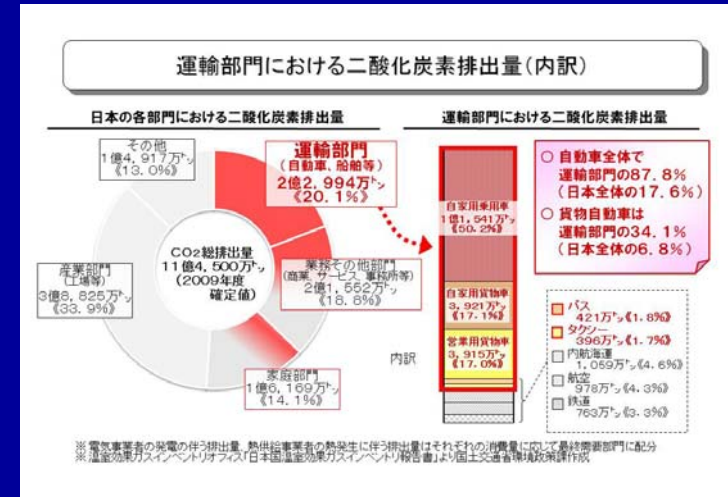 運輸部門における二酸化炭素排出量(内訳)
日本の各部門における二酸化炭素排出量
その他
1億4,917万トン
《13.0%》
運輸部門
(自動車、船舶等)
2億2,994万トン
《20.1%》
CO2総排出量
11億4,500万トン
(2009年度
確定値)
産業部門
(工場等)
3億8,825万トン
《33.9%》
業務その他部門
(商業、サービス、事務所等)
2億1,552万トン
《18.8%》
家庭部門
1億6,169万トン
《14.1%》
運輸部門における二酸化炭素排出量
自家用乗用車
1億1,541万トン
《50.2%》
自家用貨物車
3,921万トン
《17.1%》
営業用貨物車
3,915万トン
《17.0%》
内訳
○ 自動車全体で
運輸部門の87.8%
(日本全体の17.6%)
○ 貨物自動車は
運輸部門の34.1%
(日本全体の6.8%)
バス
421万トン《1.8%》
タクシー
396万トン《1.7%》
内航海運
1,059万トン《4.6%》
航空
978万トン《4.3%》
鉄道
763万トン《3.3%》
※ 電気事業者の発電の伴う排出量、熱供給事業者の熱発生に伴う排出量はそれぞれの消費量に応じて最終需要部門に配分
※ 温室効果ガスインベントリオフィス「日本国温室効果ガスインベントリ報告書」より国土交通省環境政策課作成